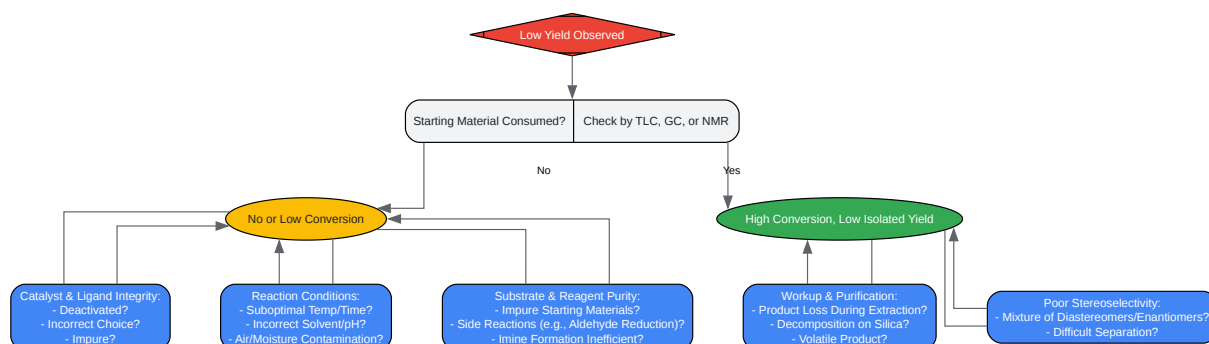 Low Yield Observed
Starting Material Consumed?
Check by TLC, GC, or NMR
No
Yes
No or Low Conversion
High Conversion, Low Isolated Yield
Catalyst & Ligand Integrity:
- Deactivated?
- Incorrect Choice?
- Impure?
Reaction Conditions:
- Suboptimal Temp/Time?
- Incorrect Solvent/pH?
- Air/Moisture Contamination?
Substrate & Reagent Purity:
- Impure Starting Materials?
- Side Reactions (e.g., Aldehyde Reduction)?
- Imine Formation Inefficient?
Workup & Purification:
- Product Loss During Extraction?
- Decomposition on Silica?
- Volatile Product?
Poor Stereoselectivity:
- Mixture of Diastereomers/Enantiomers?
- Difficult Separation?